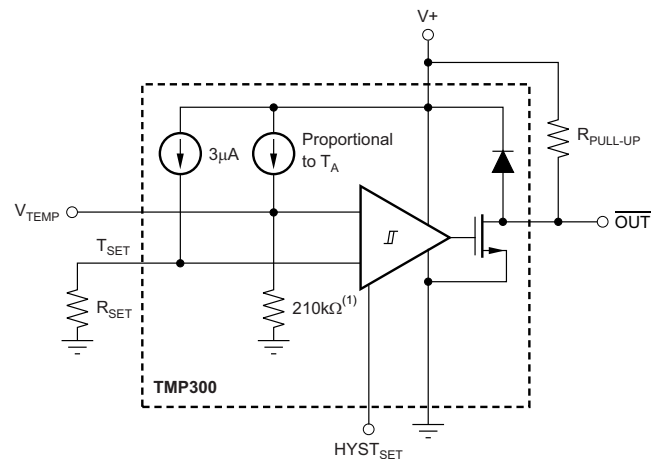 V+
3μA
Proportional
to T_A
R_PULL-UP
V_TEMP
OUT
T_SET
R_SET
210kΩ(1)
TMP300
HYST_SET